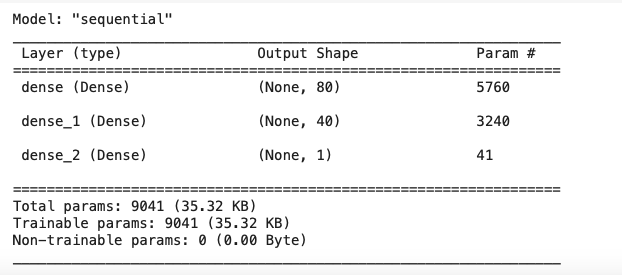 Model: "sequential"
Layer (type) Output Shape Param #
dense (Dense) (None, 80) 5760
dense_1 (Dense) (None, 40) 3240
dense_2 (Dense) (None, 1) 41
Total params: 9041 (35.32 KB)
Trainable params: 9041 (35.32 KB)
Non-trainable params: 0 (0.00 Byte)